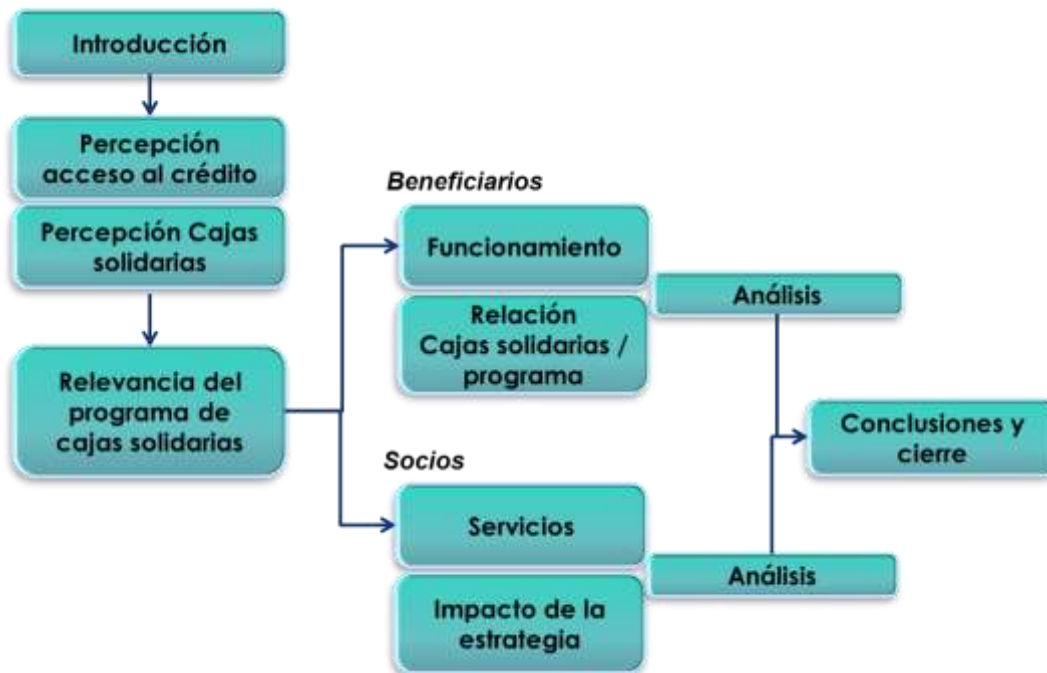 Introducción
Percepción
acceso al crédito
Percepción Cajas
solidarias
Relevancia del
programa de
cajas solidarias
Beneficiarios
Funcionamiento
Relación
Cajas solidarias /
programa
Análisis
Socios
Servicios
Impacto de la
estrategia
Análisis
Conclusiones y
cierre